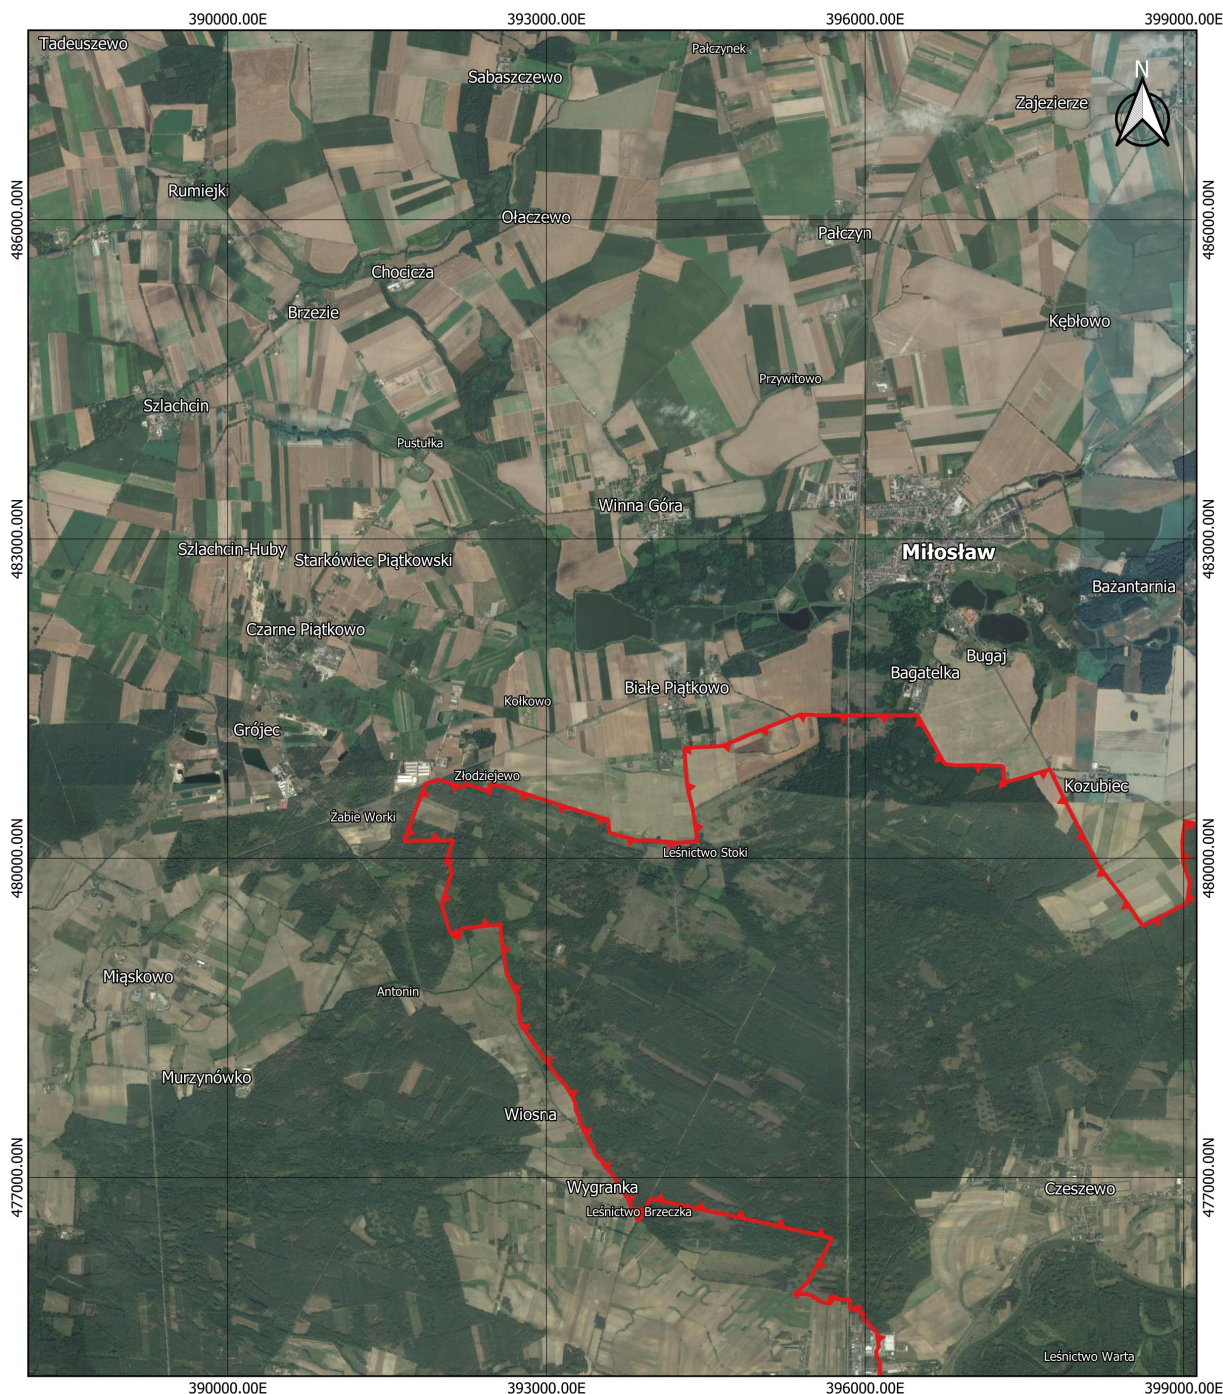 390000.00E 393000.00E 396000.00E 399000.00E
Tadeuszewo
Pałczynek
Sabaszczewo
N
Zajezierze
Rumiejki
486000.00N
486000.00N
Olaczewo
Pałczyn
Chocicza
Brzezie
Kębłowo
Przywitowo
Szlachcin
Pustułka
Winna Góra
483000.00N
483000.00N
Szlachcin-Huby
Miłosław
Starkówiec Piątkowski
Bażantarnia
Czarne Piątkowo
Bugaj
Bagatelka
Białe Piątkowo
Kołkowo
Grójec
Złodziejewo
Kozubiec
Żabie Worki
Leśnictwo Stoki
480000.00N
480000.00N
Miąskowo
Antonin
Murzynówko
Wiosna
477000.00N
477000.00N
Wygranka
Czeszewo
Leśnictwo Brzeczka
Leśnictwo Warta
390000.00E 393000.00E 396000.00E 399000.00E